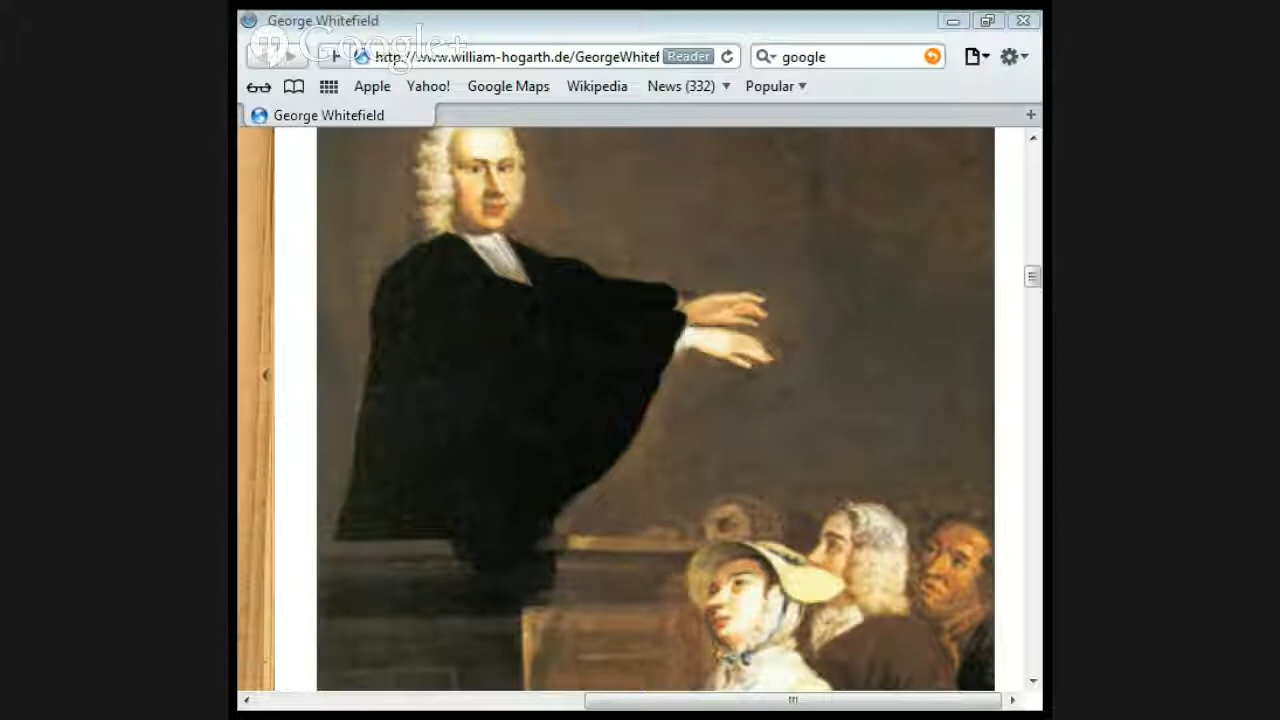 George Whitefield
Google+
http://www.william-hogarth.de/GeorgeWhitef Reader google
Apple Yahoo! Google Maps Wikipedia News (332) Popular
George Whitefield